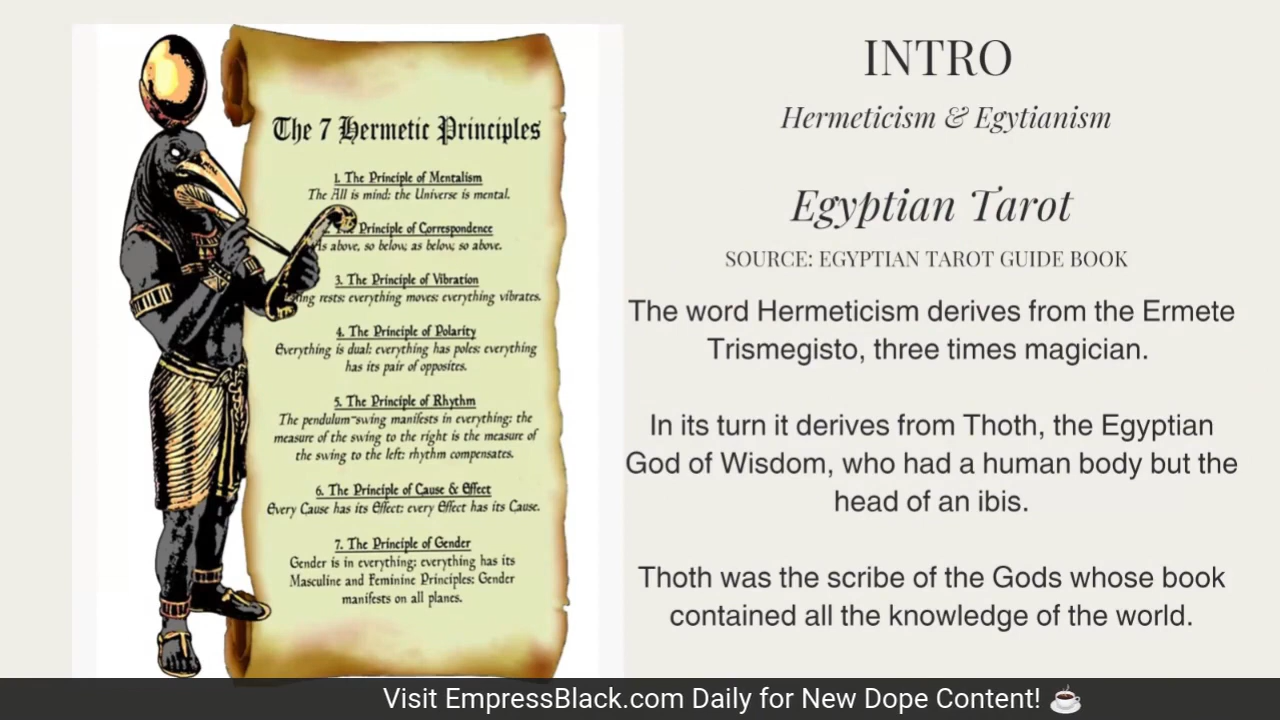 The 7 Hermetic Principles
1. The Principle of Mentalism
The All is mind; the Universe is mental.
Principle of Correspondence
As above, so below, as below, so above.
3. The Principle of Vibration
rests; everything moves; everything vibrates.
4. The Principle of Polarity
Everything is dual; everything has poles; everything
has its pair of opposites.
5. The Principle of Rhythm
The pendulum-swing manifests in everything; the
measure of the swing to the right is the measure of
the swing to the left; rhythm compensates.
6. The Principle of Cause & Effect
Every Cause has its Effect; every Effect has its Cause.
7. The Principle of Gender
Gender is in everything; everything has its
Masculine and Feminine Principles; Gender
manifests on all planes.
INTRO
Hermeticism & Egytianism
Egyptian Tarot
SOURCE: EGYPTIAN TAROT GUIDE BOOK
The word Hermeticism derives from the Ermete
Trismegisto, three times magician.
In its turn it derives from Thoth, the Egyptian
God of Wisdom, who had a human body but the
head of an ibis.
Thoth was the scribe of the Gods whose book
contained all the knowledge of the world.
Visit EmpressBlack.com Daily for New Dope Content! ☕